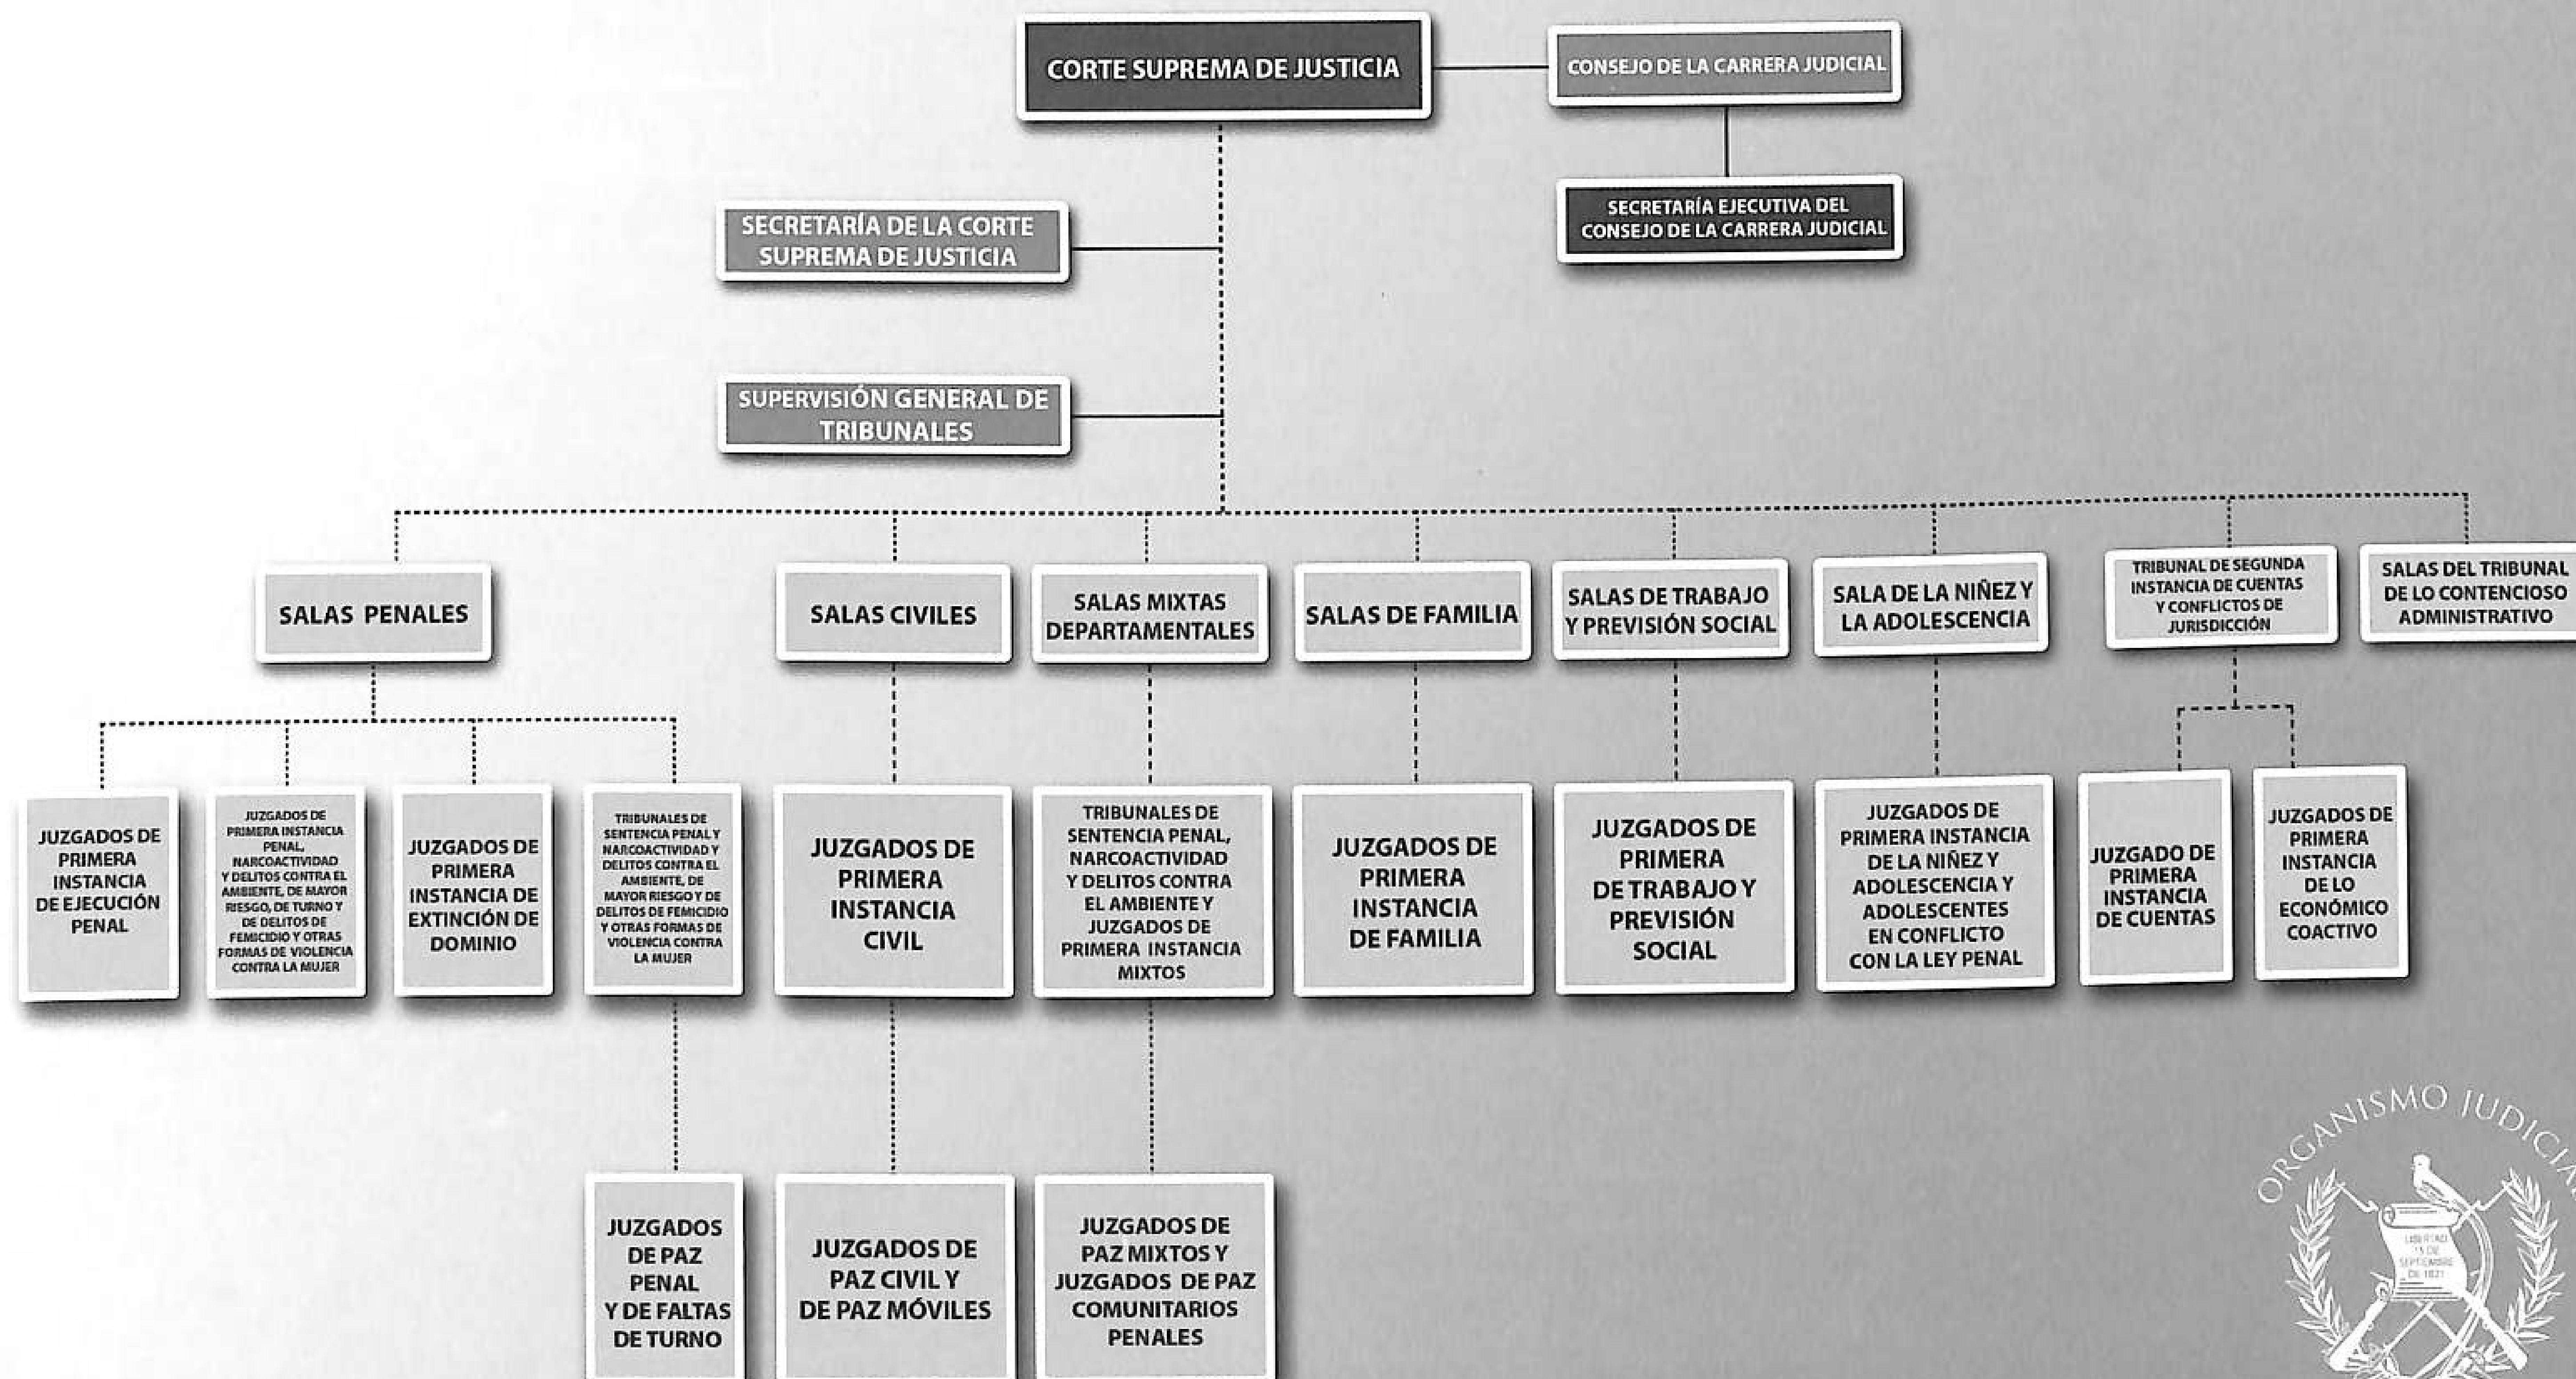 CORTE SUPREMA DE JUSTICIA
CONSEJO DE LA CARRERA JUDICIAL
SECRETARÍA EJECUTIVA DEL
CONSEJO DE LA CARRERA JUDICIAL
SECRETARÍA DE LA CORTE
SUPREMA DE JUSTICIA
SUPERVISIÓN GENERAL DE
TRIBUNALES
SALAS PENALES
SALAS CIVILES
SALAS MIXTAS
DEPARTAMENTALES
SALAS DE FAMILIA
SALAS DE TRABAJO
Y PREVISIÓN SOCIAL
SALA DE LA NIÑEZ Y
LA ADOLESCENCIA
TRIBUNAL DE SEGUNDA
INSTANCIA DE CUENTAS
Y CONFLICTOS DE
JURISDICCIÓN
SALAS DEL TRIBUNAL
DE LO CONTENCIOSO
ADMINISTRATIVO
JUZGADOS DE
PRIMERA
INSTANCIA
DE EJECUCIÓN
PENAL
JUZGADOS DE
PRIMERA INSTANCIA
PENAL,
NARCOACTIVIDAD
Y DELITOS CONTRA EL
AMBIENTE, DE MAYOR
RIESGO, DE TURNO Y
DE DELITOS DE
FEMICIDIO Y OTRAS
FORMAS DE VIOLENCIA
CONTRA LA MUJER
JUZGADOS DE
PRIMERA
INSTANCIA DE
EXTINCIÓN DE
DOMINIO
TRIBUNALES DE
SENTENCIA PENAL Y
NARCOACTIVIDAD Y
DELITOS CONTRA EL
AMBIENTE, DE
MAYOR RIESGO Y DE
DELITOS DE FEMICIDIO
Y OTRAS FORMAS DE
VIOLENCIA CONTRA
LA MUJER
JUZGADOS DE
PRIMERA
INSTANCIA
CIVIL
TRIBUNALES DE
SENTENCIA PENAL,
NARCOACTIVIDAD
Y DELITOS CONTRA
EL AMBIENTE Y
JUZGADOS DE
PRIMERA INSTANCIA
MIXTOS
JUZGADOS DE
PRIMERA
INSTANCIA
DE FAMILIA
JUZGADOS DE
PRIMERA
DE TRABAJO Y
PREVISIÓN
SOCIAL
JUZGADOS DE
PRIMERA INSTANCIA
DE LA NIÑEZ Y
ADOLESCENCIA Y
ADOLESCENTES
EN CONFLICTO
CON LA LEY PENAL
JUZGADO DE
PRIMERA
INSTANCIA
DE CUENTAS
JUZGADOS DE
PRIMERA
INSTANCIA
DE LO
ECONÓMICO
COACTIVO
JUZGADOS
DE PAZ
PENAL
Y DE FALTAS
DE TURNO
JUZGADOS DE
PAZ CIVIL Y
DE PAZ MÓVILES
JUZGADOS DE
PAZ MIXTOS Y
JUZGADOS DE PAZ
COMUNITARIOS
PENALES
ORGANISMO JUDICIAL
LIBERTAD
15 DE
SEPTIEMBRE
DE 1821